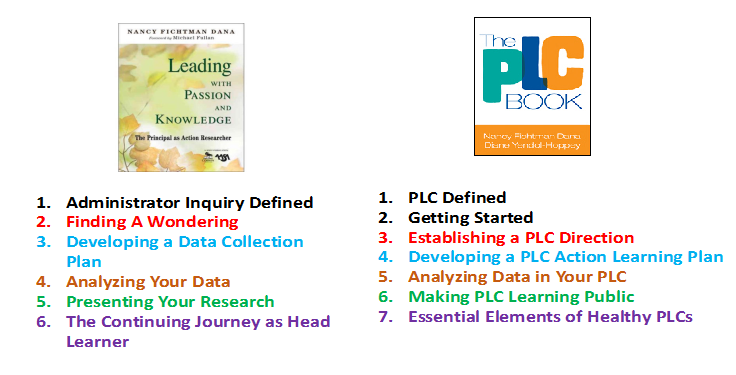 NANCY FICHTMAN DANA
Foreword by Michael Fullan
Leading
WITH
PASSION
AND
KNOWLEDGE
The Principal as Action Researcher
The
PLC
BOOK
Nancy Fichtman Dana
Diane Yendol-Hoppey
1. Administrator Inquiry Defined
2. Finding A Wondering
3. Developing a Data Collection
Plan
4. Analyzing Your Data
5. Presenting Your Research
6. The Continuing Journey as Head
Learner
1. PLC Defined
2. Getting Started
3. Establishing a PLC Direction
4. Developing a PLC Action Learning Plan
5. Analyzing Data in Your PLC
6. Making PLC Learning Public
7. Essential Elements of Healthy PLCs